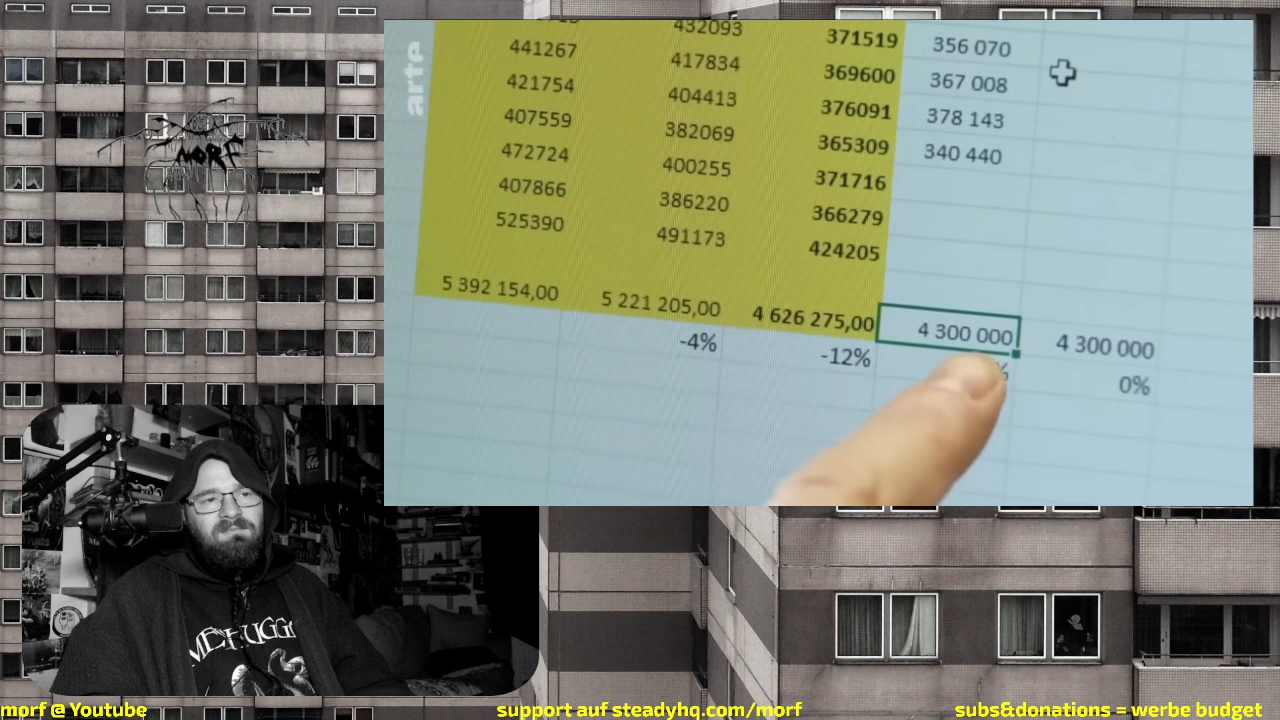 arte
432093 371519 356 070
441267 417834 369600 367 008
421754 404413 376091 378 143
407559 382069 365309 340 440
472724 400255 371716
407866 386220 366279
525390 491173 424205
5 392 154,00 5 221 205,00 4 626 275,00 4 300 000 4 300 000
-4% -12% % 0%
MORF
MESHUGG
morf @ Youtube
support auf steadyhq.com/morf
subs&donations = werbe budget